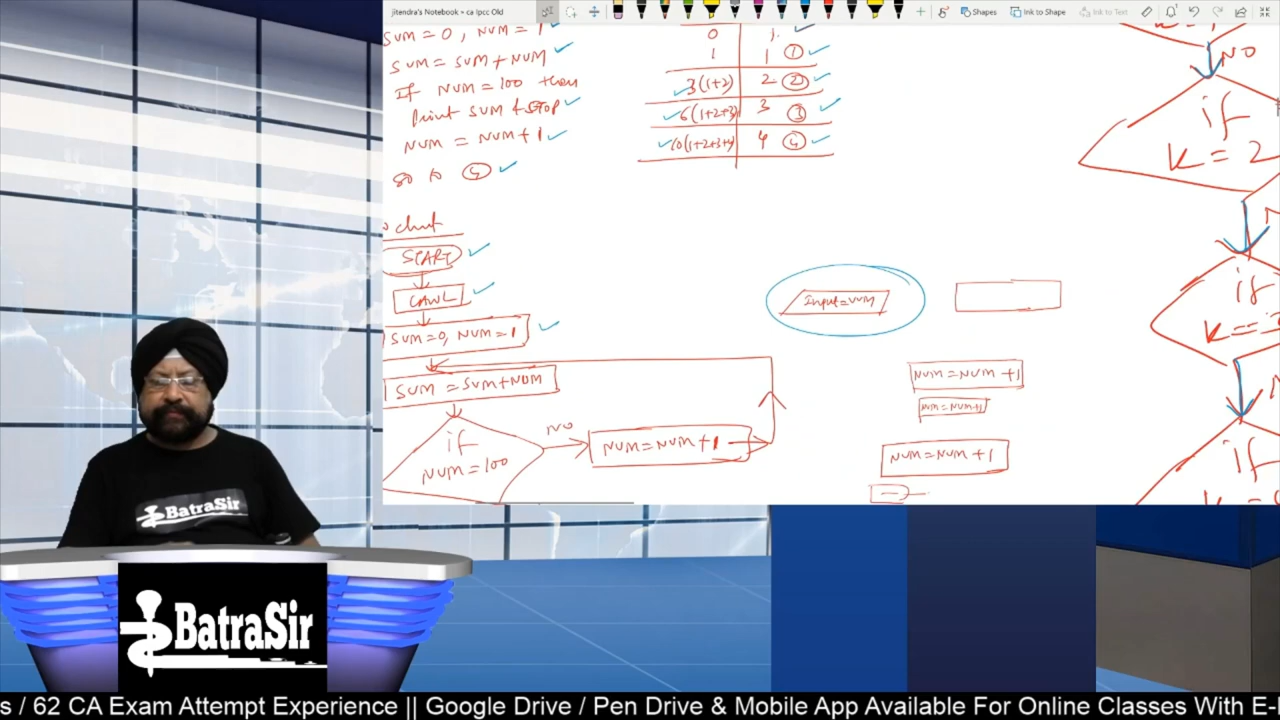 jitendra's Notebook > ca Ipcc Old
Shapes
Ink to Shape
Ink to Replay
SUM=0, NUM=1
SUM=SUM+NUM
If NUM=100 then
print SUM & STOP
NUM = NUM+1
go to 5
0 1
1 1 1
3(1+2) 2 2
6(1+2+3) 3 3
10(1+2+3+4) 4 4
NO
if
K=2
if
if
START
SUM=0, NUM=1
SUM=SUM+NUM
if
NUM=100
NO
NUM=NUM+1
Input=NUM
NUM=NUM+1
NUM=NUM+1
NUM=NUM+1
BatraSir
BatraSir
s / 62 CA Exam Attempt Experience || Google Drive / Pen Drive & Mobile App Available For Online Classes With E-